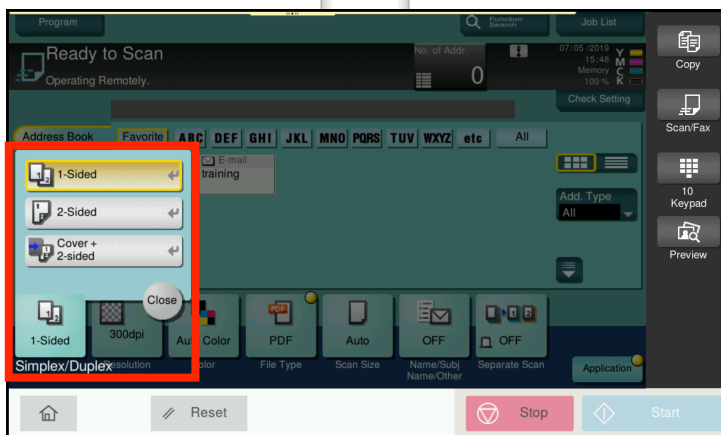 Program
Function
Search
Job List
Ready to Scan
No. of Addr.
07/05/2019
15:48
Y
M
Memory
C
100 %
K
Operating Remotely.
0
Check Setting
Address Book
Favorite
ABC
DEF
GHI
JKL
MNO
PQRS
TUV
WXYZ
etc
All
E-mail
training
1-Sided
2-Sided
Cover +
2-sided
Close
Add. Type
All
1-Sided
300dpi
Color
PDF
Auto
OFF
OFF
Simplex/Duplex
File Type
Scan Size
Name/Subj
Name/Other
Separate Scan
Application
Reset
Stop
Start
Copy
Scan/Fax
10
Keypad
Preview